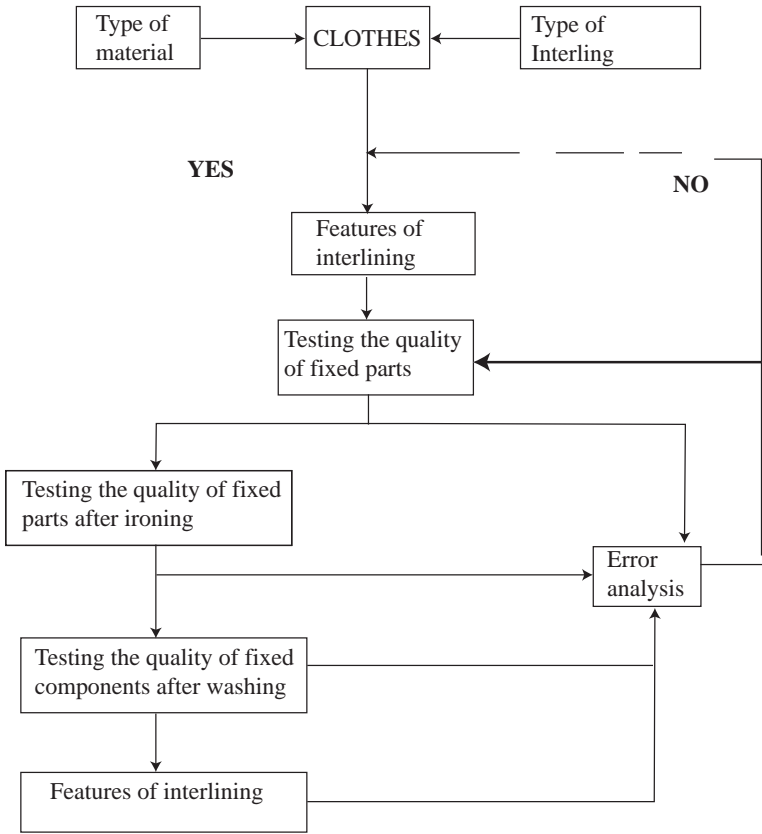 Type of
material
CLOTHES
Type of
Interling
YES
NO
Features of
interlining
Testing the quality
of fixed parts
Testing the quality of fixed
parts after ironing
Error
analysis
Testing the quality of fixed
components after washing
Features of interlining